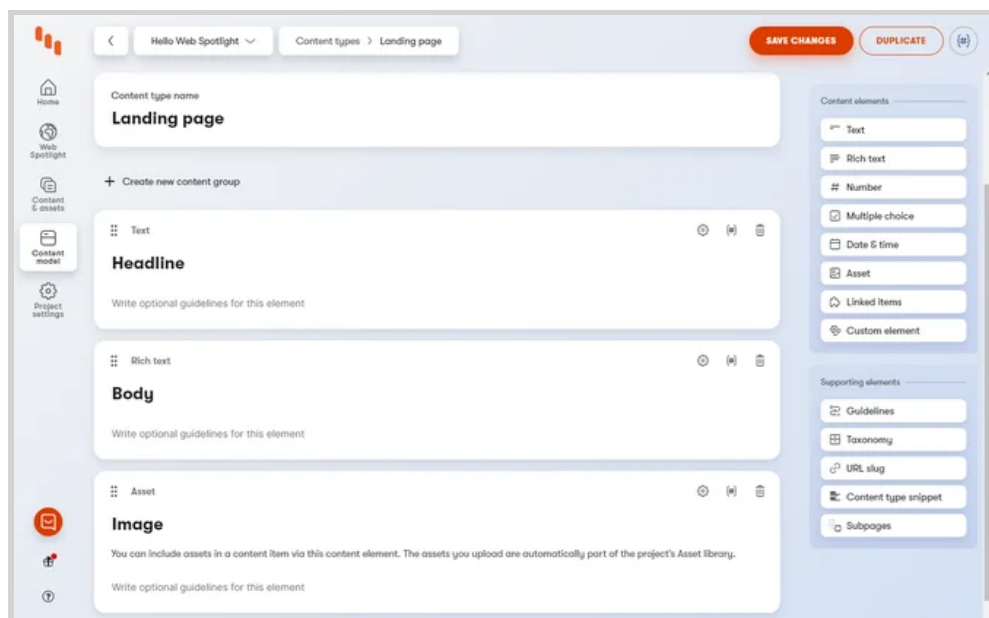 Hello Web Spotlight
Content types > Landing page
SAVE CHANGES
DUPLICATE
{#}
Home
Web
Spotlight
Content
& assets
Content
model
Project
settings
Content type name
Landing page
+ Create new content group
Text
{#}
Headline
Write optional guidelines for this element
Rich text
{#}
Body
Write optional guidelines for this element
Asset
{#}
Image
You can include assets in a content item via this content element. The assets you upload are automatically part of the project's Asset library.
Write optional guidelines for this element
Content elements
Text
Rich text
# Number
Multiple choice
Date & time
Asset
Linked items
Custom element
Supporting elements
Guidelines
Taxonomy
URL slug
Content type snippet
Subpages
?